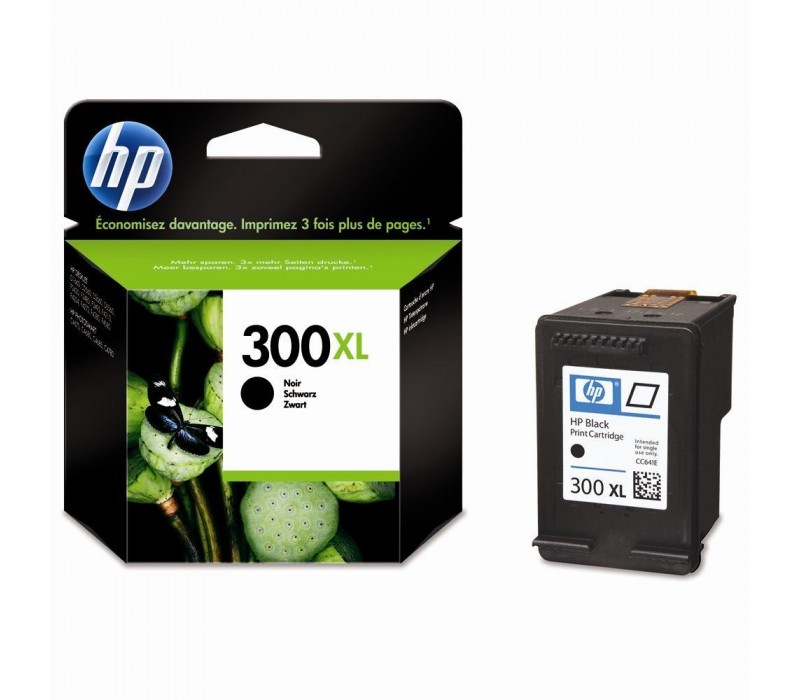 hp
Économisez davantage. Imprimez 3 fois plus de pages.¹
Mehr sparen. 3x mehr Seiten drucken.¹
Meer besparen. 3x zoveel pagina's printen.¹
300XL
Noir
Schwarz
Zwart
hp
HP Black
Print Cartridge
Intended
for single
use only.
CC641E
300 XL